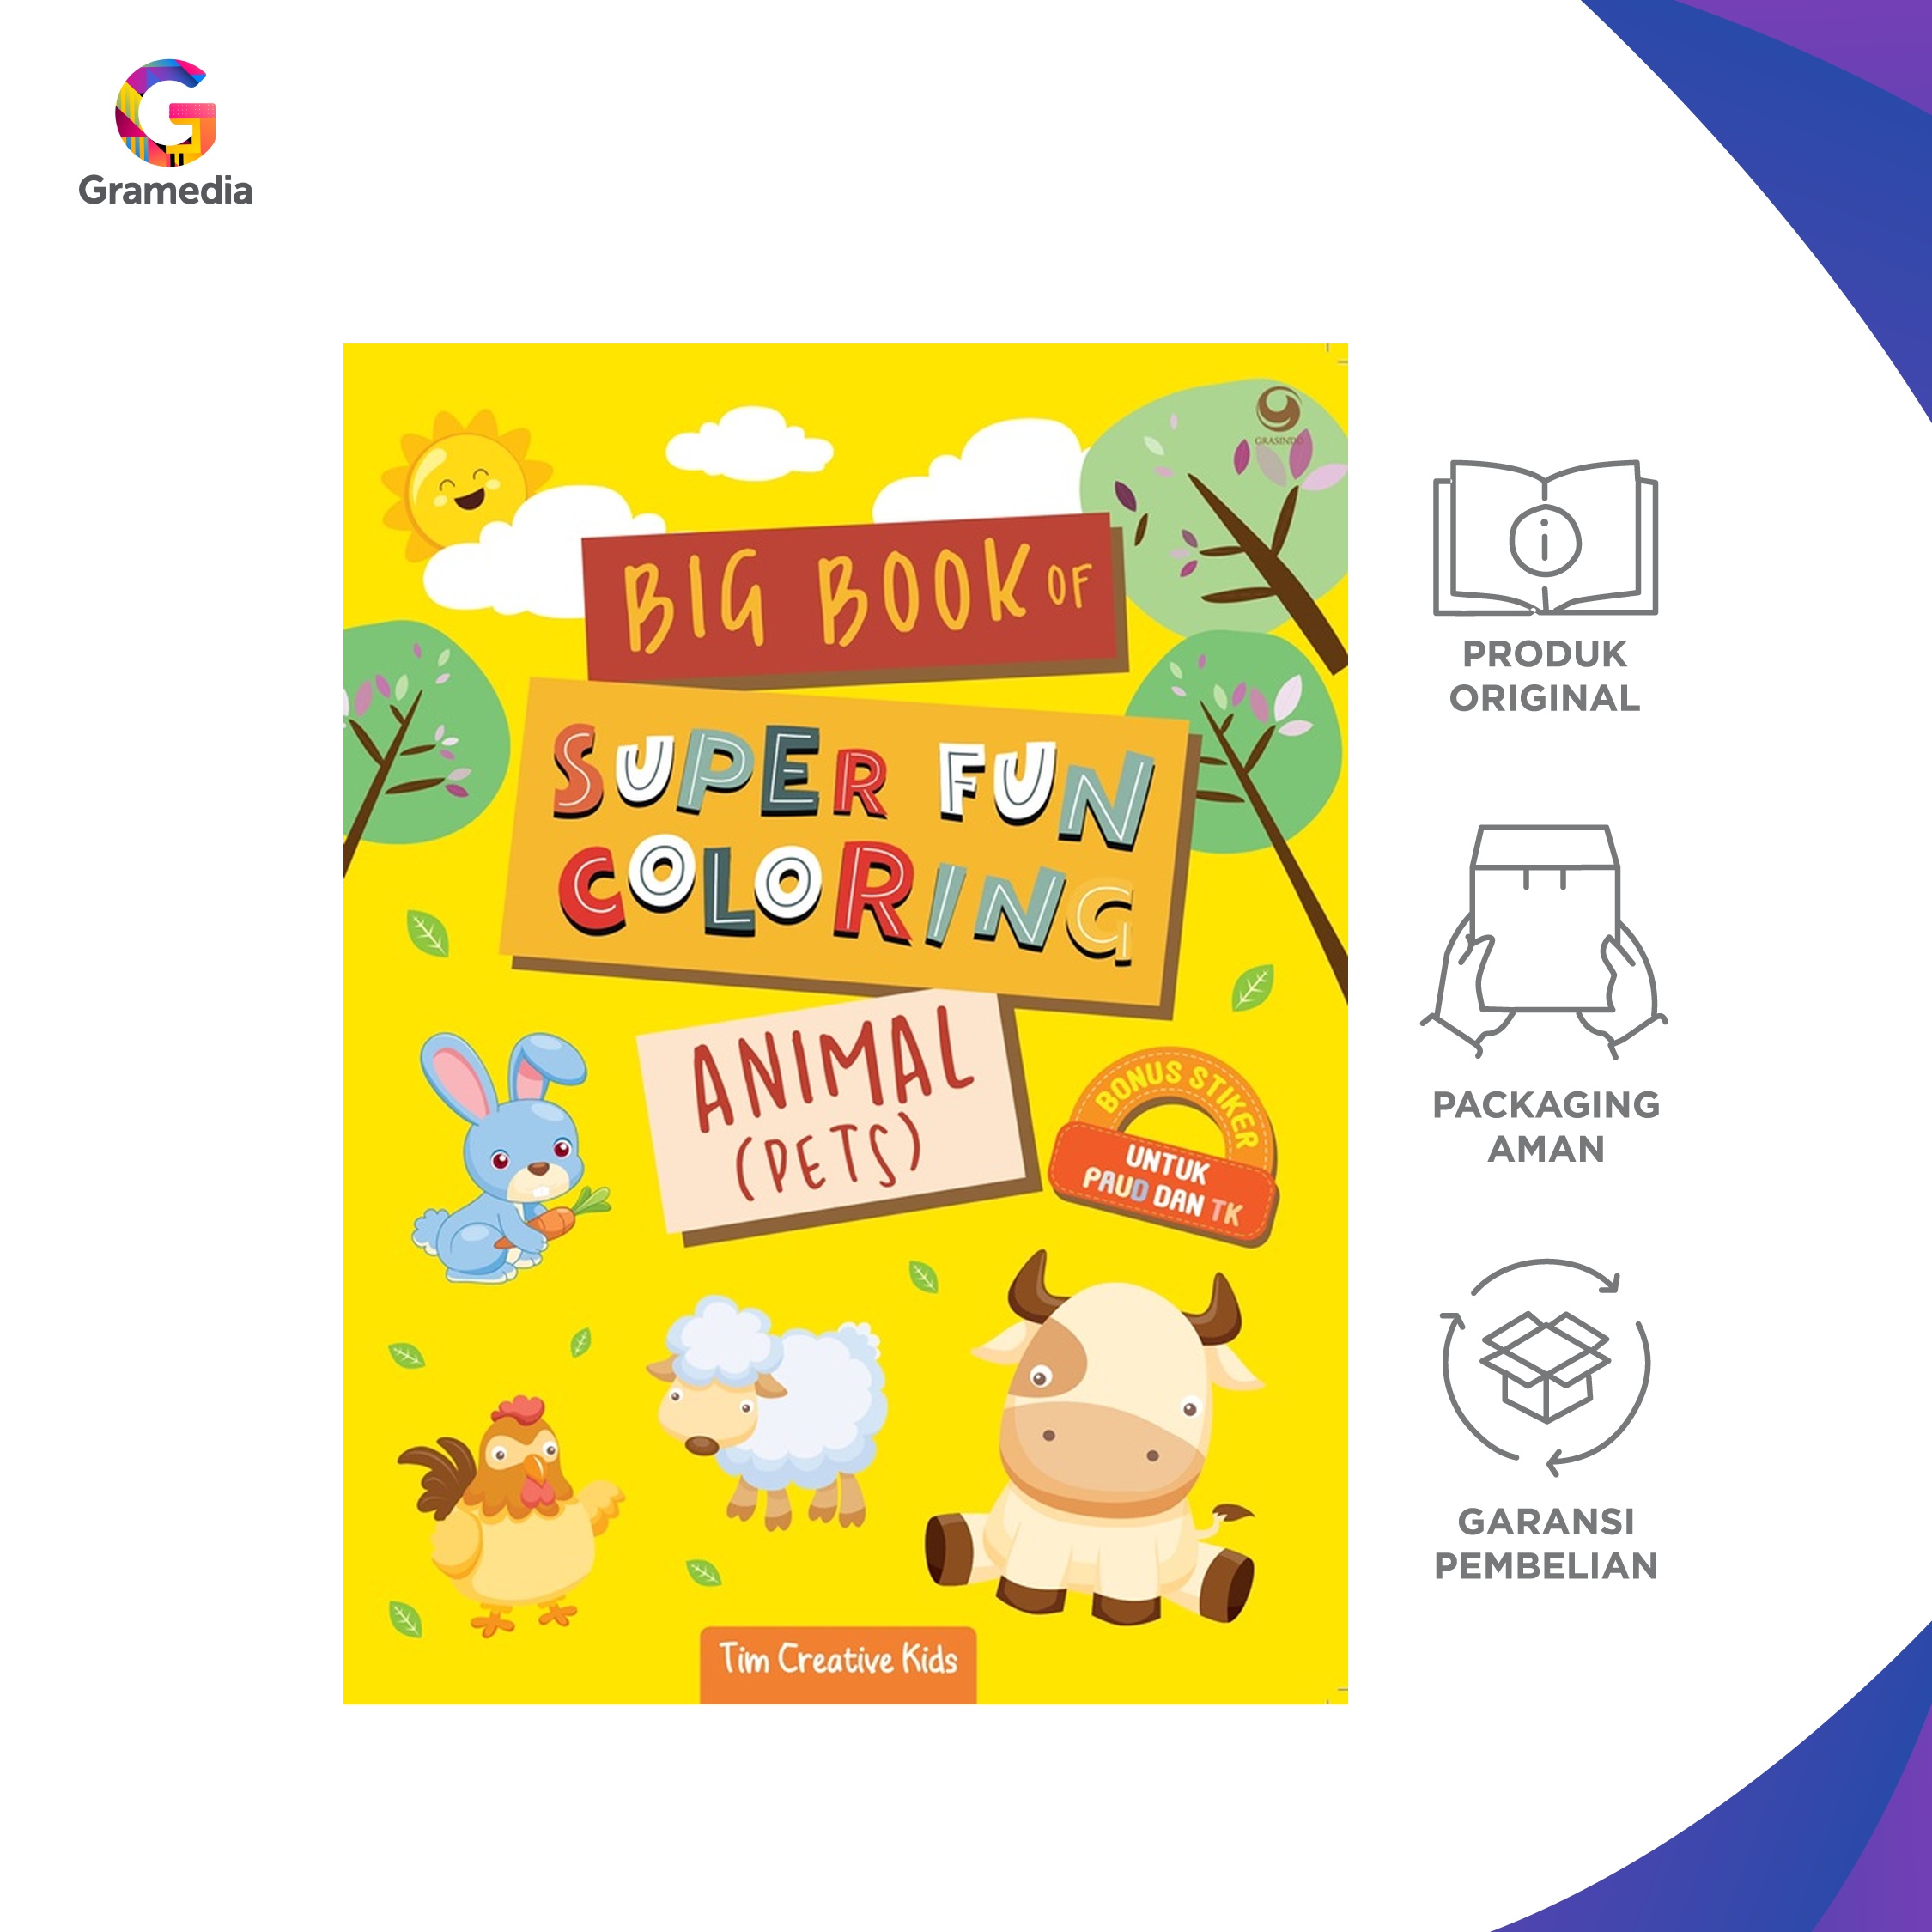 Gramedia
GRASINDO
BIG BOOK OF
SUPER FUN
COLORING
ANIMAL
(PETS)
BONUS STIKER
UNTUK
PAUD DAN TK
Tim Creative Kids
PRODUK
ORIGINAL
PACKAGING
AMAN
GARANSI
PEMBELIAN